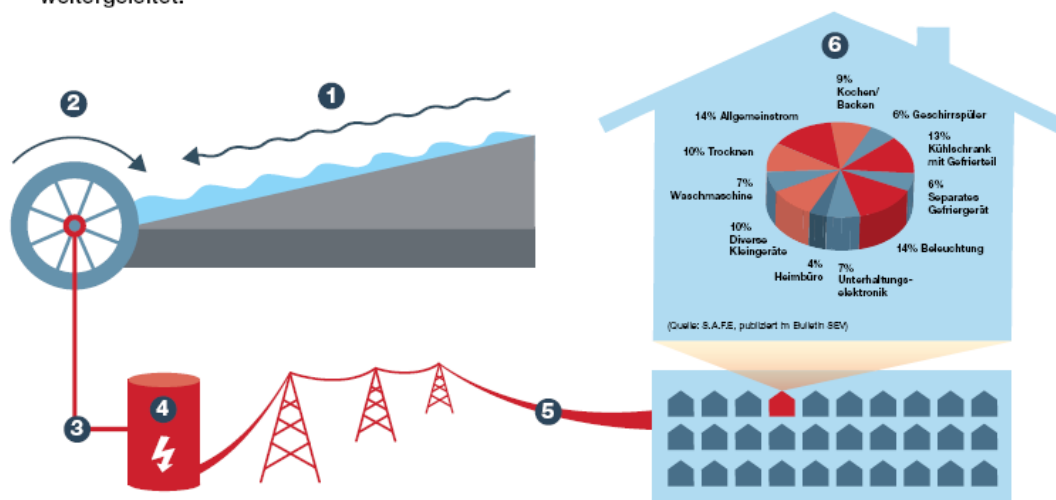 weitergeleitet.
6
1
2
9%
Kochen/
Backen
14% Allgemeinstrom
6% Geschirrspüler
13%
Kühlschrank
mit Gefrierteil
10% Trocknen
7%
Waschmaschine
6%
Separates
Gefriergerät
10%
Diverse
Kleingeräte
14% Beleuchtung
4%
Heimbüro
7%
Unterhaltungs-
elektronik
(Quelle: S.A.F.E, publiziert im Bulletin SEV)
4
5
3